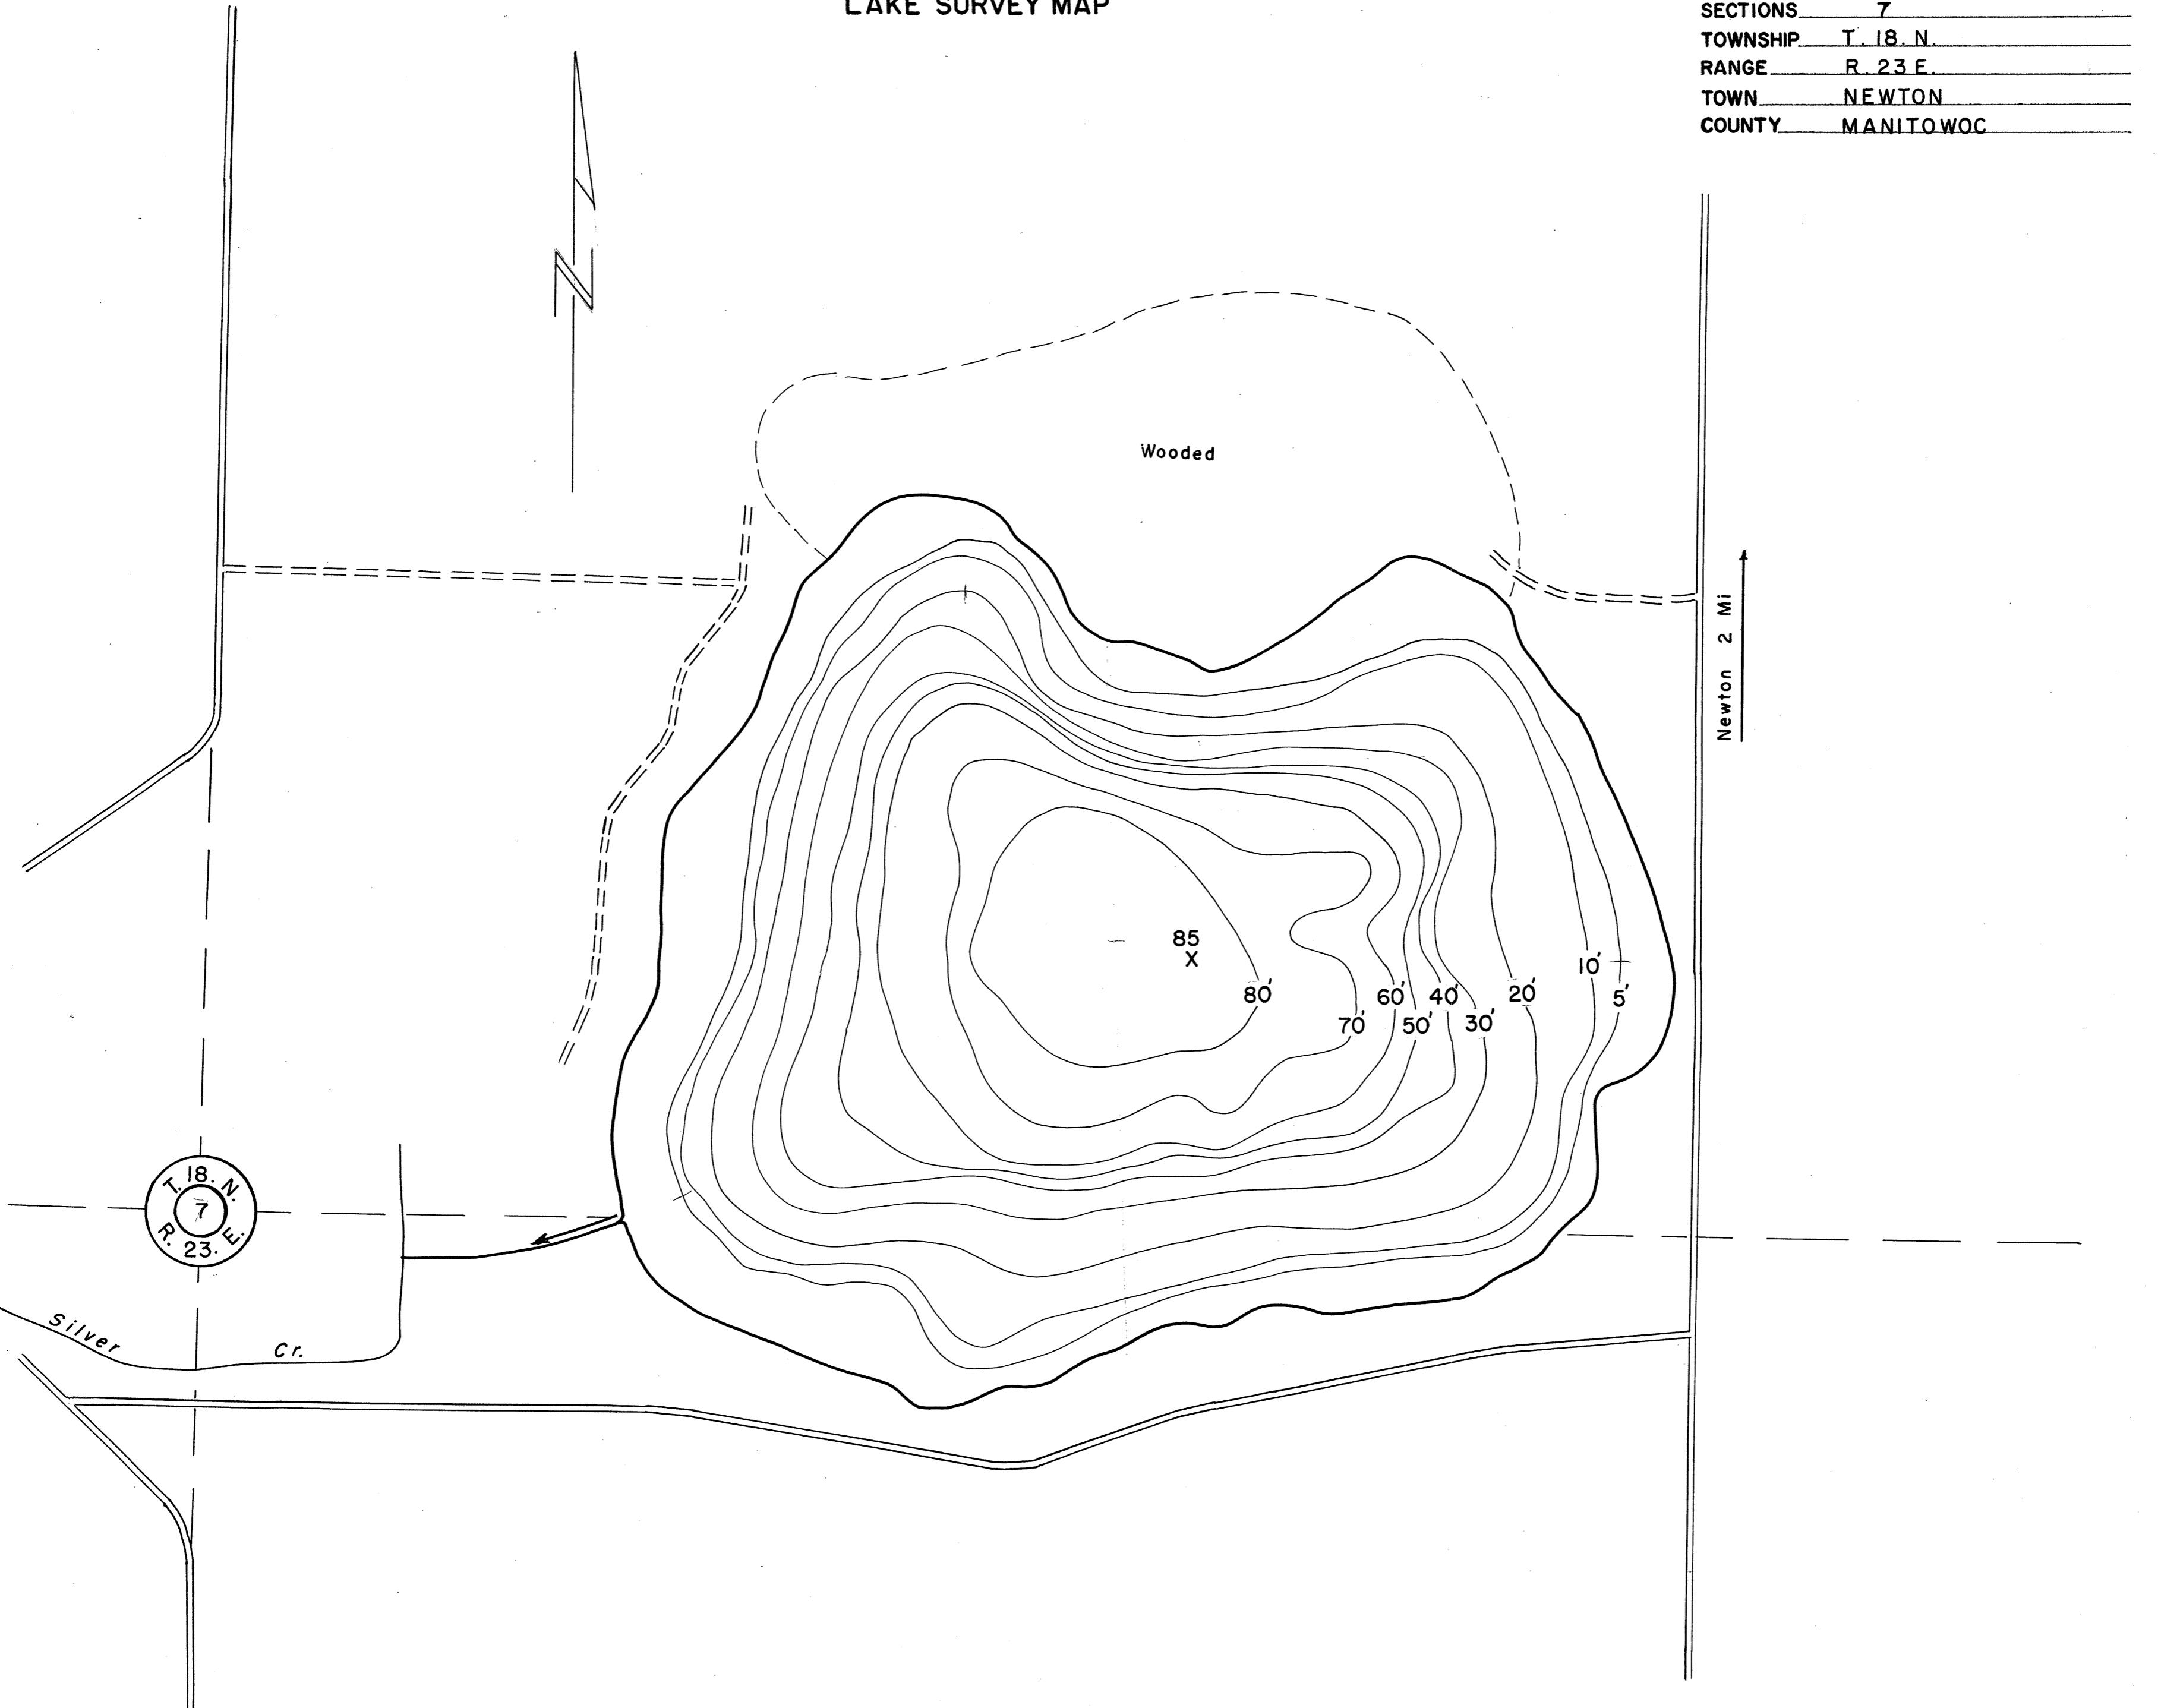 LAKE SURVEY MAP
SECTIONS 7
TOWNSHIP T. 18. N.
RANGE R. 23 E.
TOWN NEWTON
COUNTY MANITOWOC
N
Wooded
Newton 2 Mi
85
X
80'
70'
60'
50'
40'
30'
20'
10'
5'
T. 18. N.
7
R. 23. E.
Silver Cr.